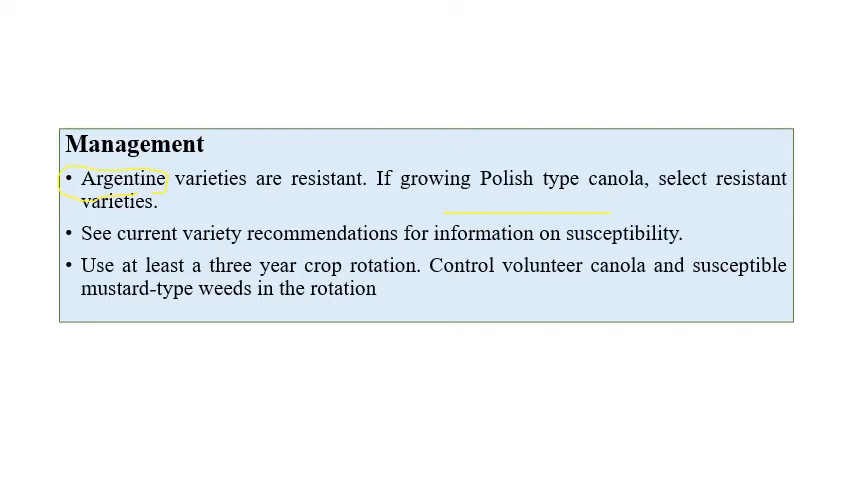 Management
• Argentine varieties are resistant. If growing Polish type canola, select resistant
varieties.
• See current variety recommendations for information on susceptibility.
• Use at least a three year crop rotation. Control volunteer canola and susceptible
mustard-type weeds in the rotation